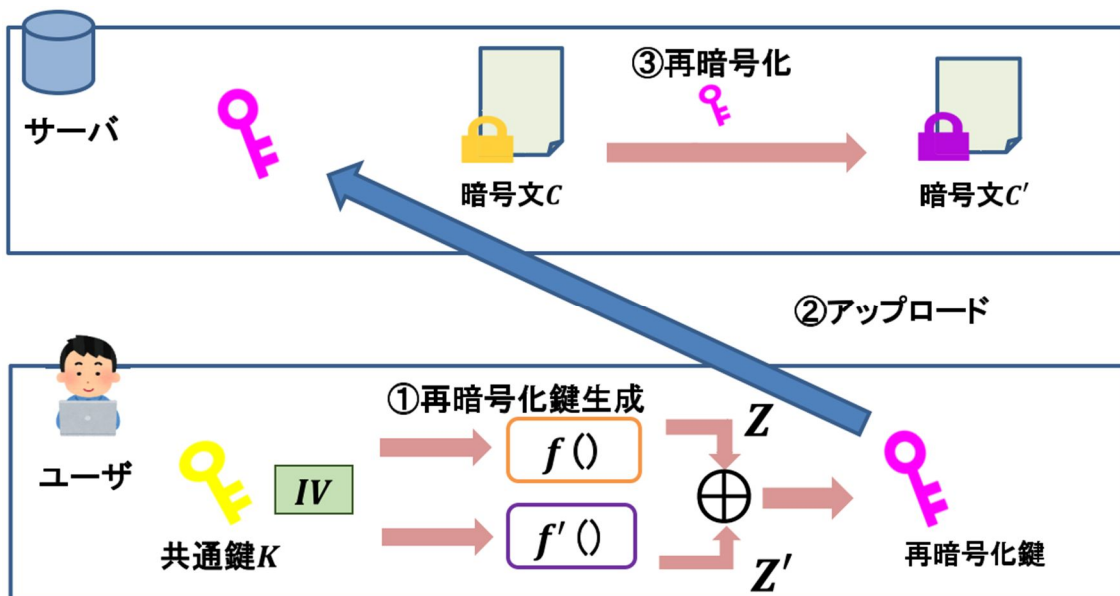 サーバ
③再暗号化
暗号文C
暗号文C′
②アップロード
ユーザ
①再暗号化鍵生成
共通鍵K
IV
f ()
f′ ()
Z
Z′
再暗号化鍵